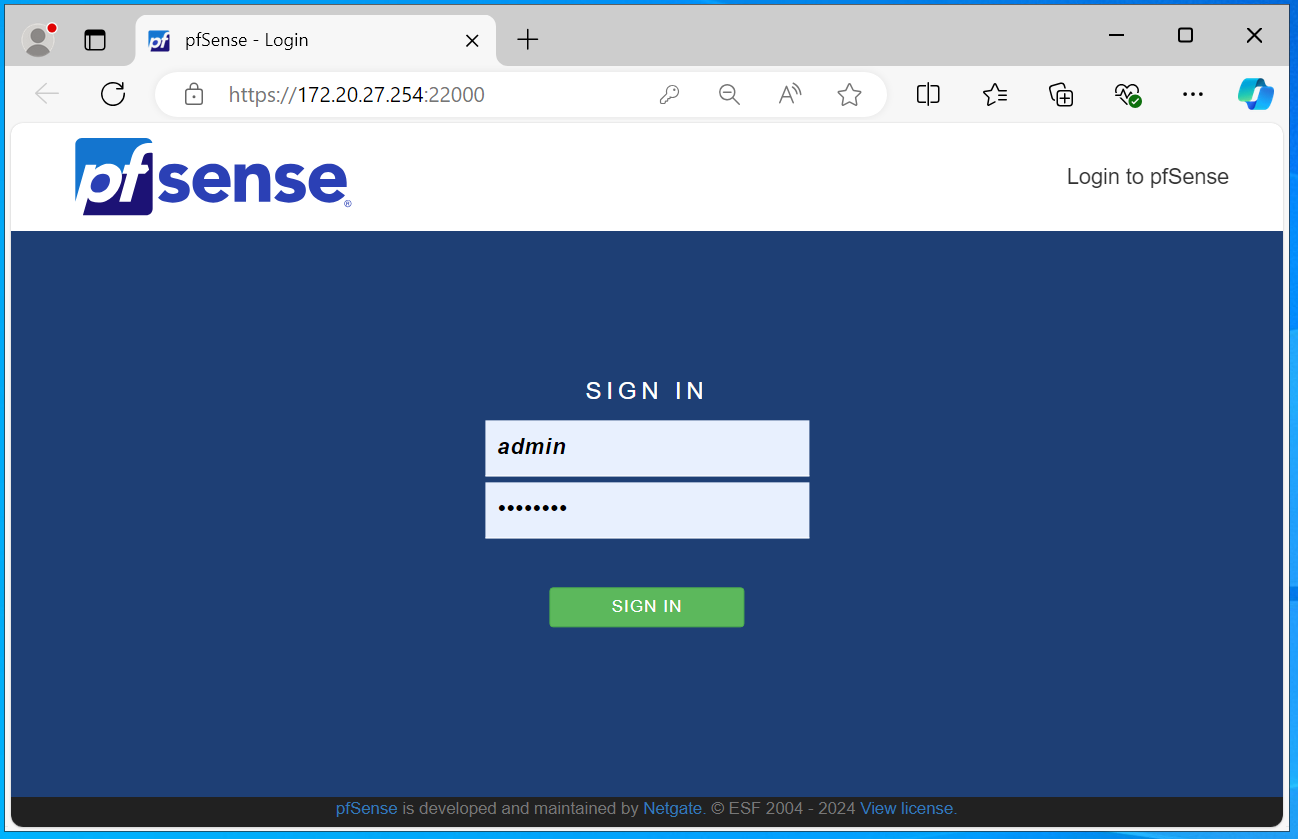 pfSense - Login
https://172.20.27.254:22000
pfsense®
Login to pfSense
SIGN IN
admin
••••••••
SIGN IN
pfSense is developed and maintained by Netgate. © ESF 2004 - 2024 View license.